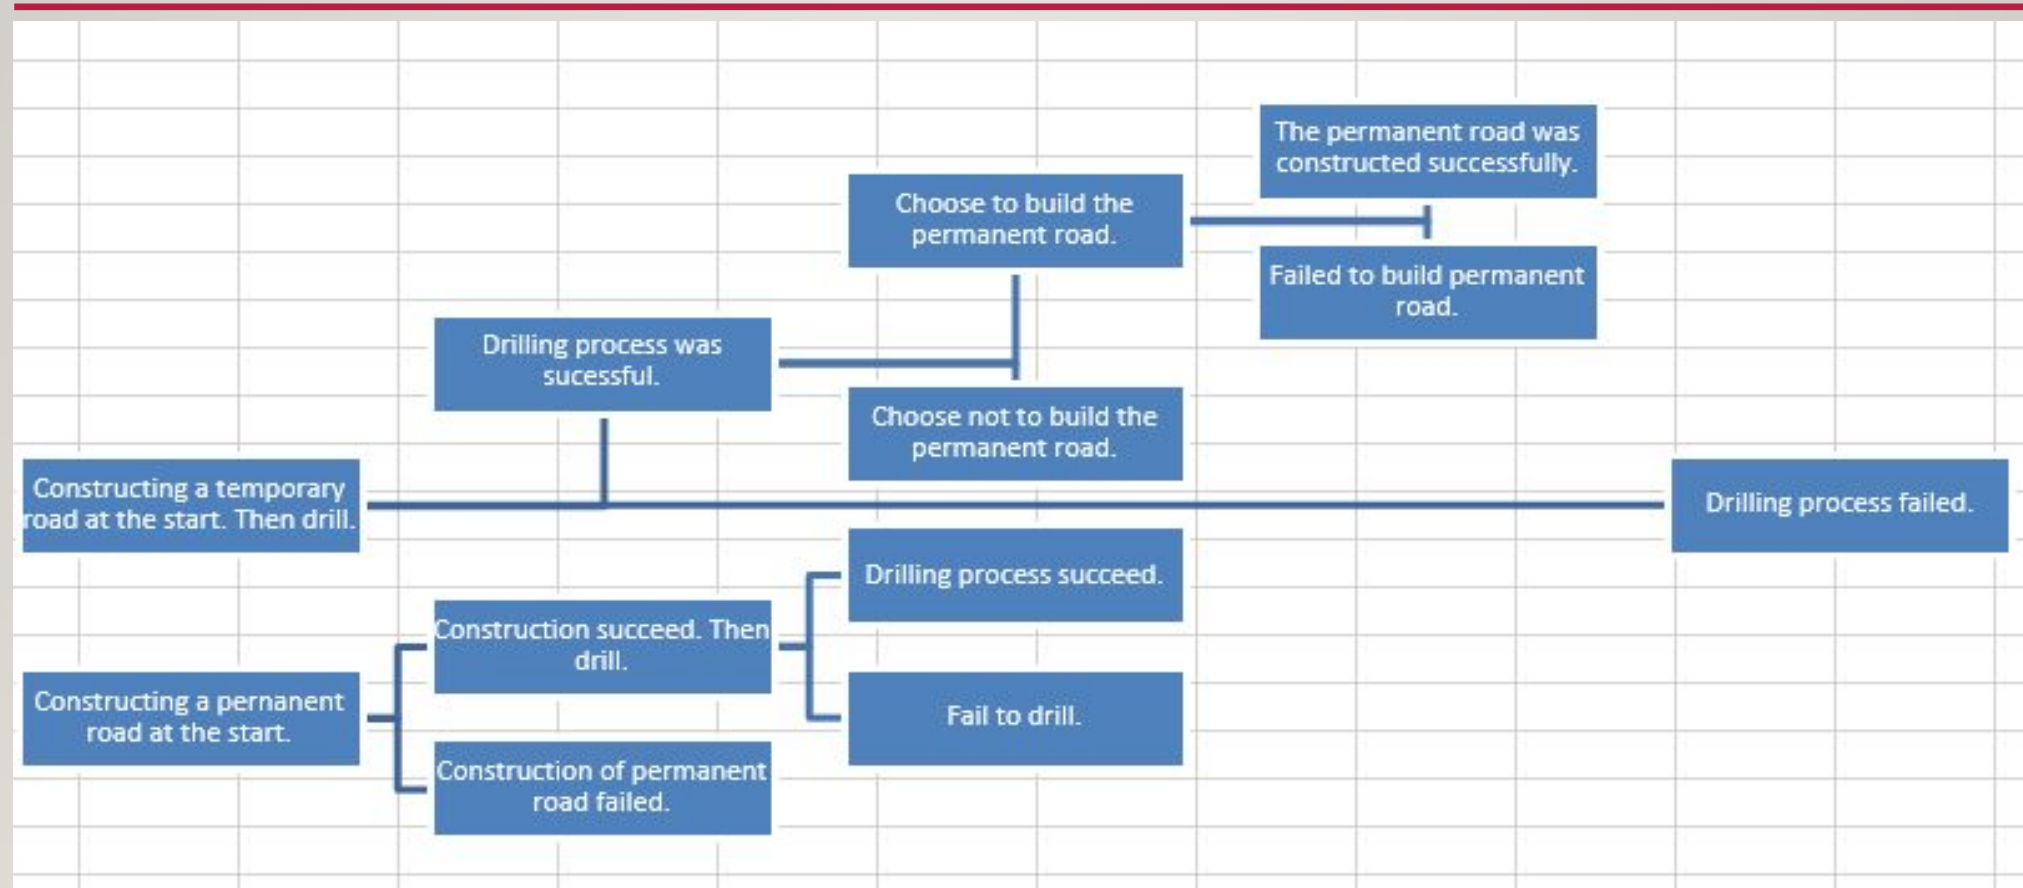 The permanent road was
constructed successfully.
Choose to build the
permanent road.
Failed to build permanent
road.
Drilling process was
sucessful.
Choose not to build the
permanent road.
Constructing a temporary
road at the start. Then drill.
Drilling process failed.
Drilling process succeed.
Construction succeed. Then
drill.
Constructing a pernanent
road at the start.
Fail to drill.
Construction of permanent
road failed.